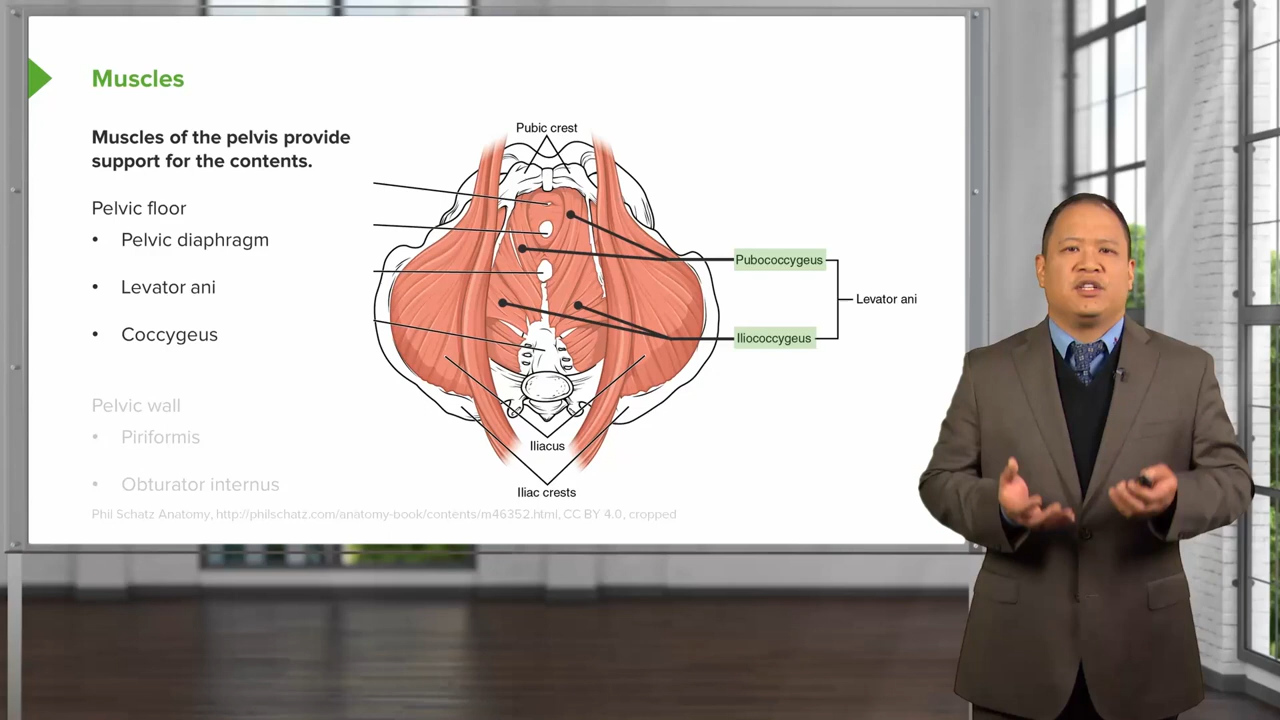 Muscles
Muscles of the pelvis provide
support for the contents.
Pelvic floor
• Pelvic diaphragm
• Levator ani
• Coccygeus
Pelvic wall
• Piriformis
• Obturator internus
Pubic crest
Pubococcygeus
Levator ani
Iliococcygeus
Iliacus
Iliac crests
Phil Schatz Anatomy, http://philschatz.com/anatomy-book/contents/m46352.html, CC BY 4.0, cropped